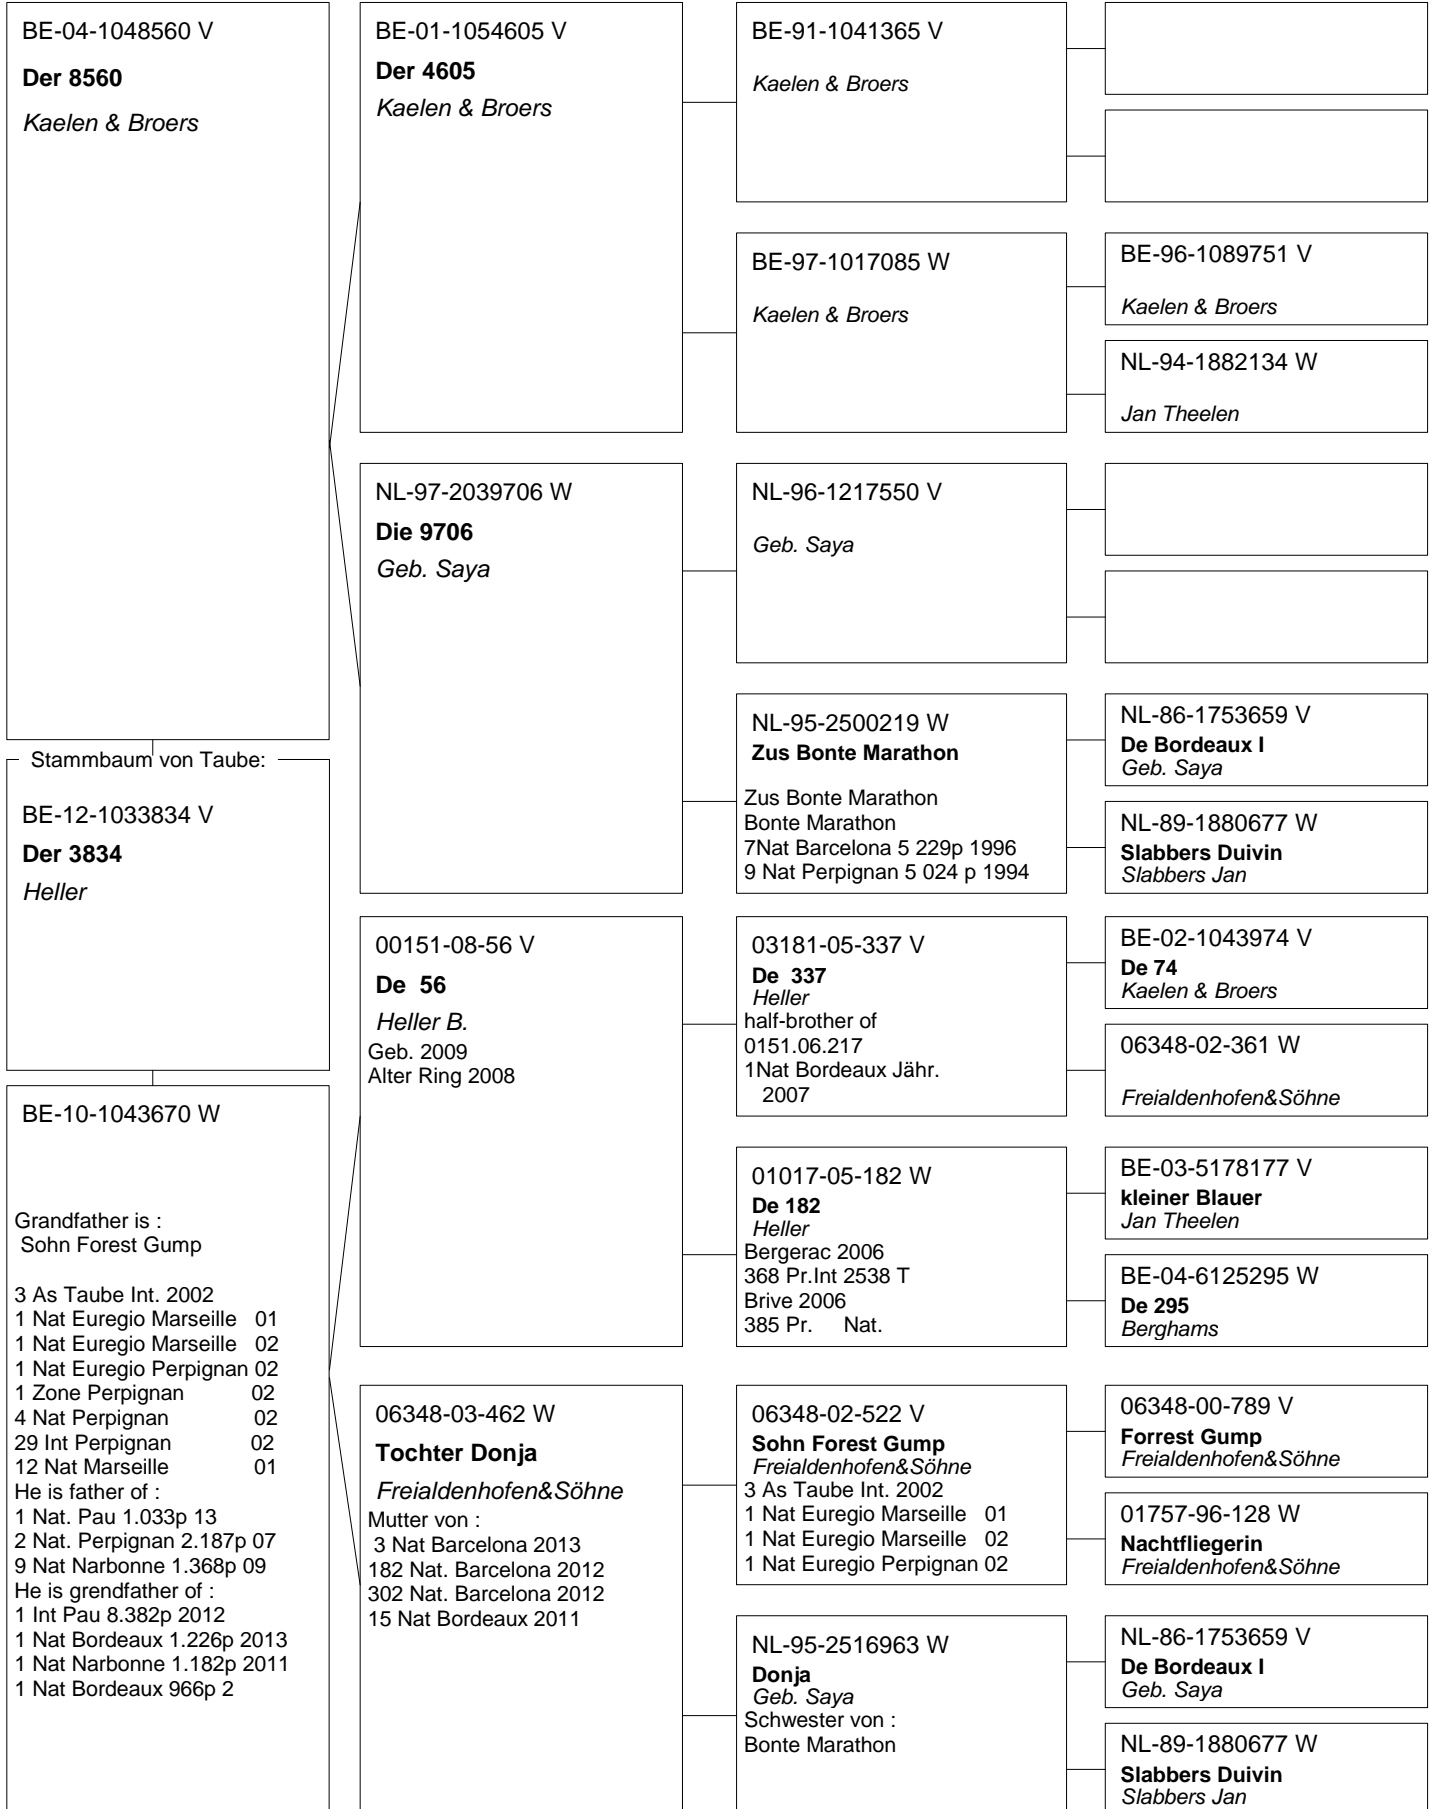 BE-04-1048560 V
Der 8560
Kaelen & Broers
Stammbaum von Taube:
BE-12-1033834 V
Der 3834
Heller
BE-10-1043670 W
Grandfather is :
Sohn Forest Gump
3 As Taube Int. 2002
1 Nat Euregio Marseille 01
1 Nat Euregio Marseille 02
1 Nat Euregio Perpignan 02
1 Zone Perpignan 02
4 Nat Perpignan 02
29 Int Perpignan 02
12 Nat Marseille 01
He is father of :
1 Nat. Pau 1.033p 13
2 Nat. Perpignan 2.187p 07
9 Nat Narbonne 1.368p 09
He is grendfather of :
1 Int Pau 8.382p 2012
1 Nat Bordeaux 1.226p 2013
1 Nat Narbonne 1.182p 2011
1 Nat Bordeaux 966p 2
BE-01-1054605 V
Der 4605
Kaelen & Broers
NL-97-2039706 W
Die 9706
Geb. Saya
00151-08-56 V
De 56
Heller B.
Geb. 2009
Alter Ring 2008
06348-03-462 W
Tochter Donja
Freialdenhofen&Söhne
Mutter von :
3 Nat Barcelona 2013
182 Nat. Barcelona 2012
302 Nat. Barcelona 2012
15 Nat Bordeaux 2011
BE-91-1041365 V
Kaelen & Broers
BE-97-1017085 W
Kaelen & Broers
NL-96-1217550 V
Geb. Saya
NL-95-2500219 W
Zus Bonte Marathon
Zus Bonte Marathon
Bonte Marathon
7Nat Barcelona 5 229p 1996
9 Nat Perpignan 5 024 p 1994
03181-05-337 V
De 337
Heller
half-brother of
0151.06.217
1Nat Bordeaux Jähr.
2007
01017-05-182 W
De 182
Heller
Bergerac 2006
368 Pr.Int 2538 T
Brive 2006
385 Pr. Nat.
06348-02-522 V
Sohn Forest Gump
Freialdenhofen&Söhne
3 As Taube Int. 2002
1 Nat Euregio Marseille 01
1 Nat Euregio Marseille 02
1 Nat Euregio Perpignan 02
NL-95-2516963 W
Donja
Geb. Saya
Schwester von :
Bonte Marathon
BE-96-1089751 V
Kaelen & Broers
NL-94-1882134 W
Jan Theelen
NL-86-1753659 V
De Bordeaux I
Geb. Saya
NL-89-1880677 W
Slabbers Duivin
Slabbers Jan
BE-02-1043974 V
De 74
Kaelen & Broers
06348-02-361 W
Freialdenhofen&Söhne
BE-03-5178177 V
kleiner Blauer
Jan Theelen
BE-04-6125295 W
De 295
Berghams
06348-00-789 V
Forrest Gump
Freialdenhofen&Söhne
01757-96-128 W
Nachtfliegerin
Freialdenhofen&Söhne
NL-86-1753659 V
De Bordeaux I
Geb. Saya
NL-89-1880677 W
Slabbers Duivin
Slabbers Jan